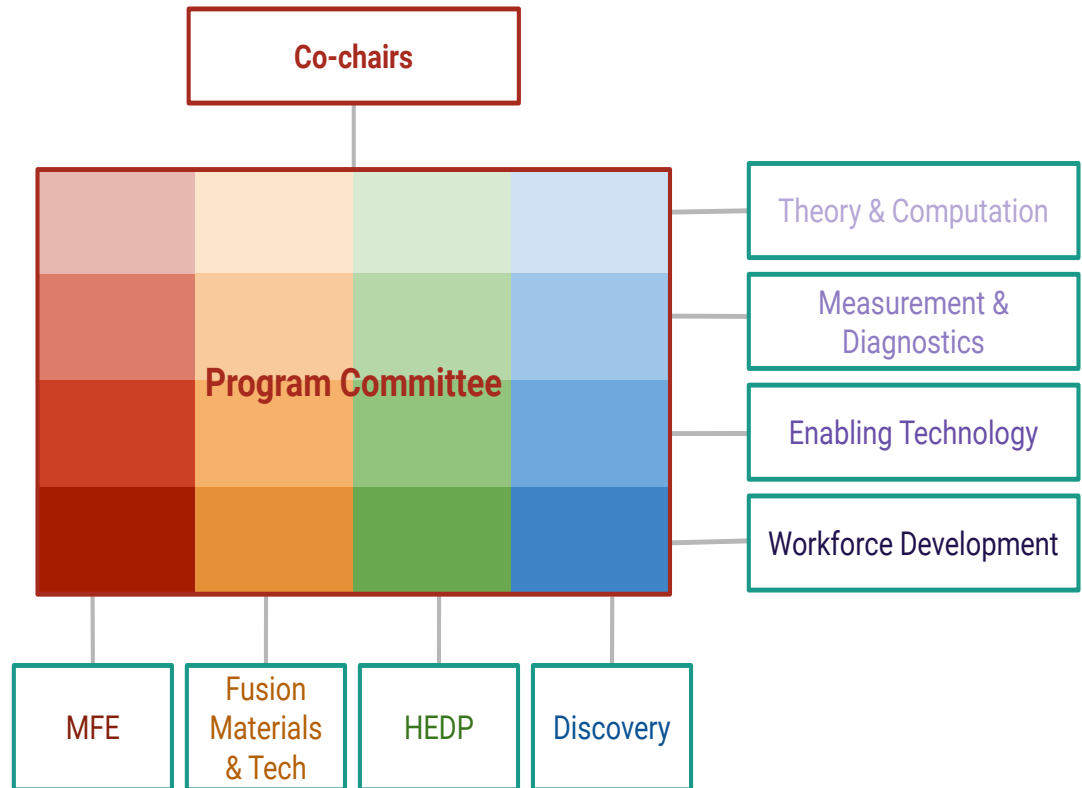 Co-chairs
Theory & Computation
Measurement &
Diagnostics
Program Committee
Enabling Technology
Workforce Development
MFE
Fusion
Materials
& Tech
HEDP
Discovery